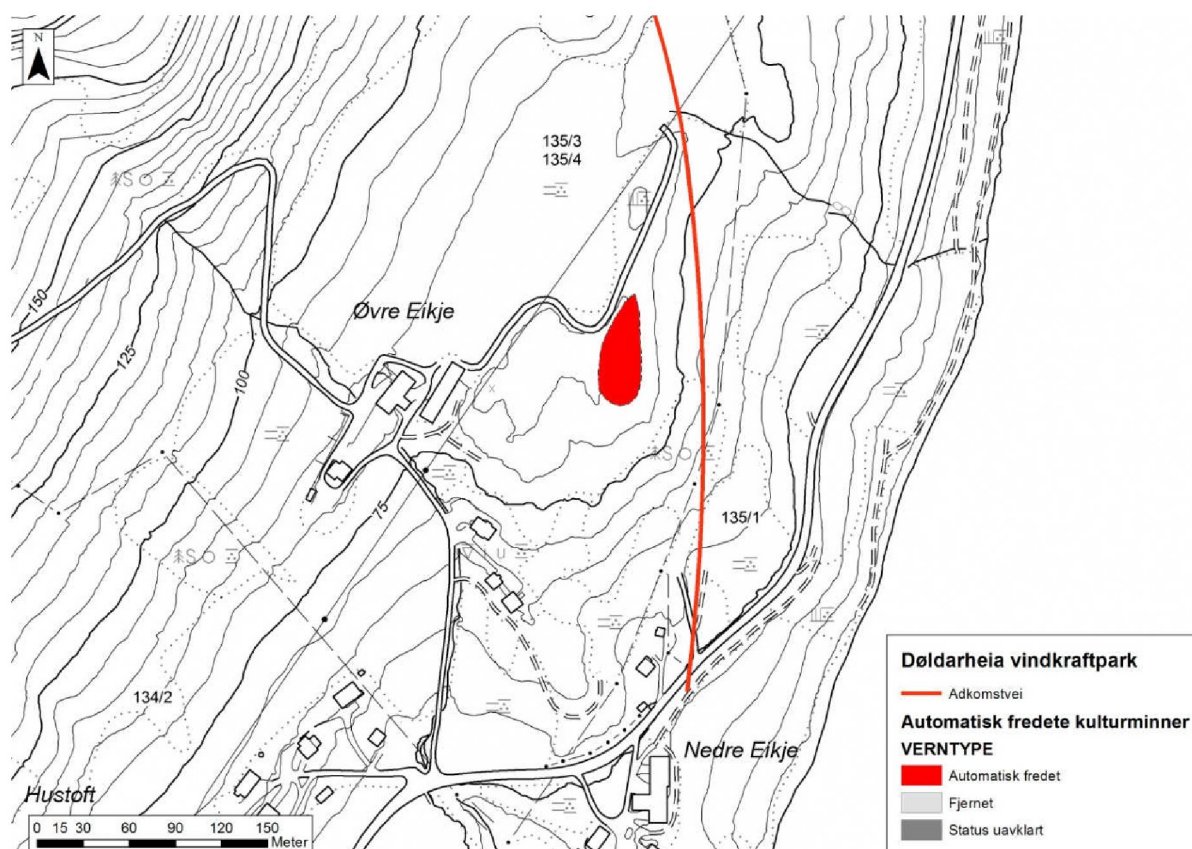 N
135/3
135/4
Øvre Eikje
150
125
100
75
135/1
134/2
Nedre Eikje
Hustoft
0 15 30 60 90 120 150
Meter
Døldarheia vindkraftpark
Adkomstvei
Automatisk fredete kulturminner
VERNTYPE
Automatisk fredet
Fjernet
Status uavklart